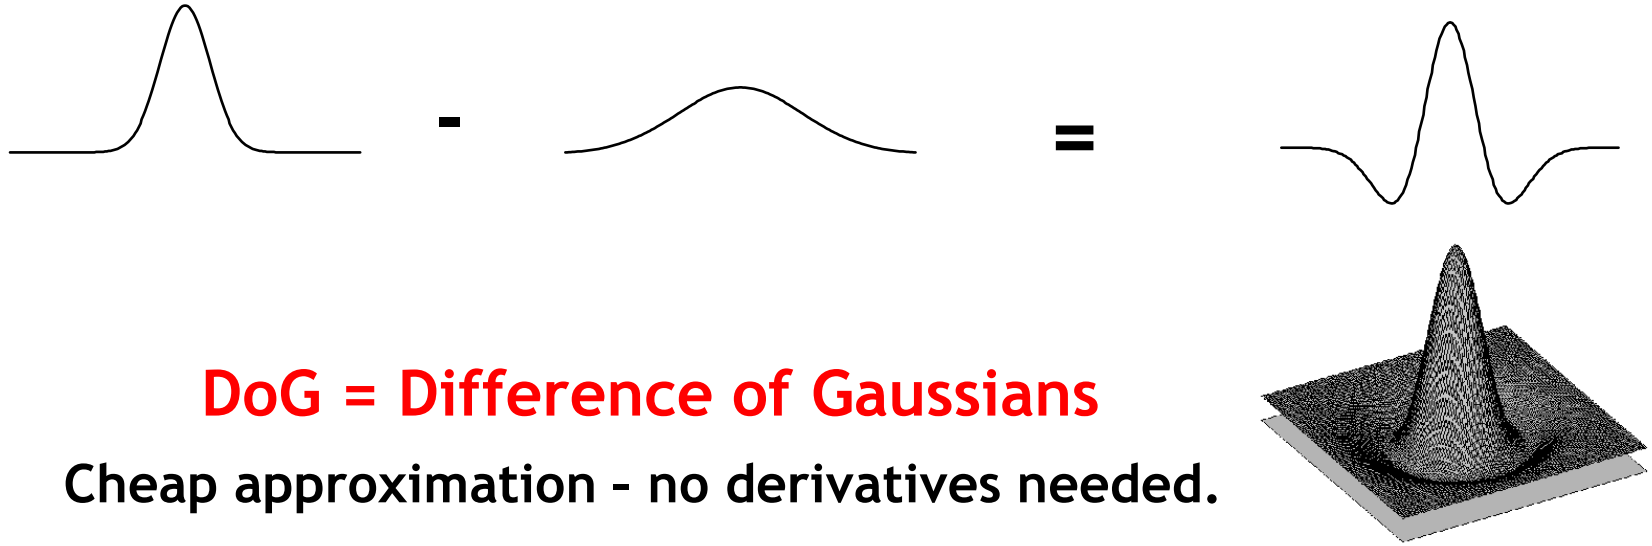 - =
DoG = Difference of Gaussians
Cheap approximation – no derivatives needed.